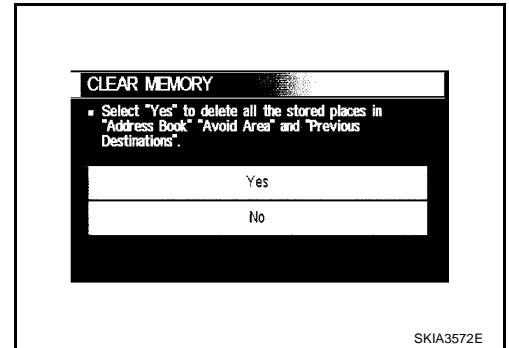 CLEAR MEMORY
▪ Select "Yes" to delete all the stored places in
"Address Book" "Avoid Area" and "Previous
Destinations".
Yes
No
SKIA3572E